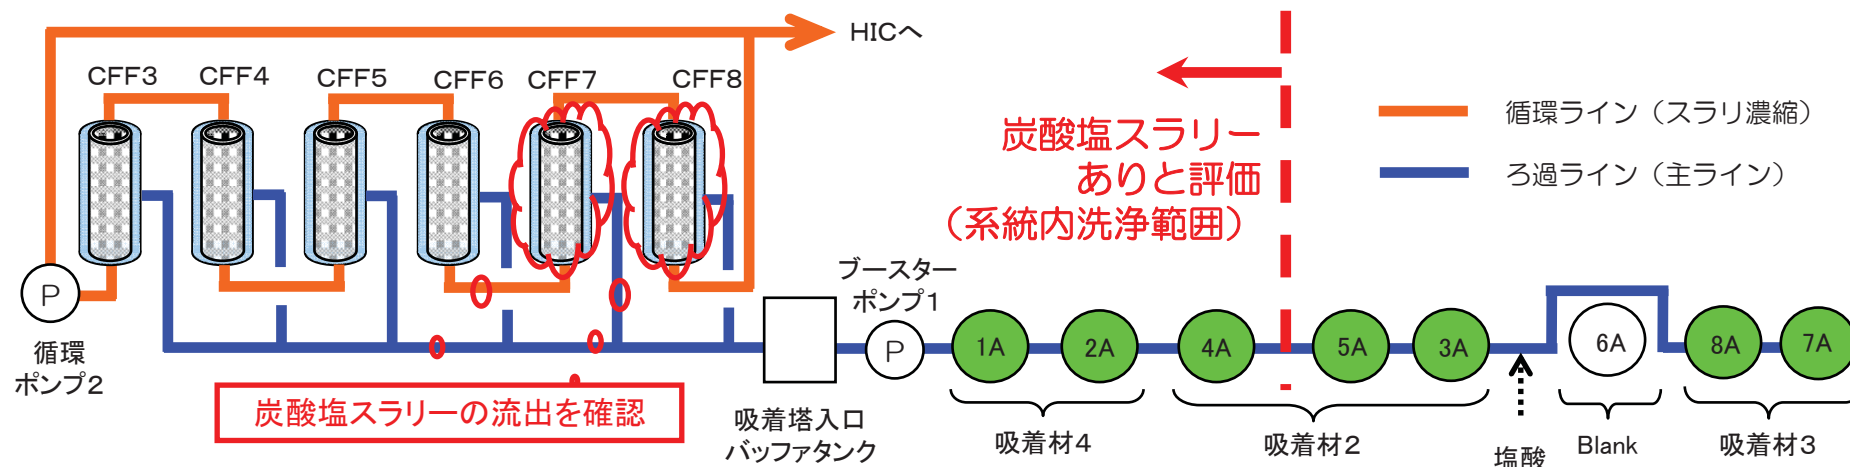 HICへ
CFF3
CFF4
CFF5
CFF6
CFF7
CFF8
P
循環
ポンプ2
炭酸塩スラリーの流出を確認
吸着塔入口
バッファタンク
ブースター
ポンプ1
P
炭酸塩スラリー
ありと評価
（系統内洗浄範囲）
循環ライン（スラリ濃縮）
ろ過ライン（主ライン）
1A
2A
4A
5A
3A
6A
8A
7A
吸着材4
吸着材2
塩酸
Blank
吸着材3